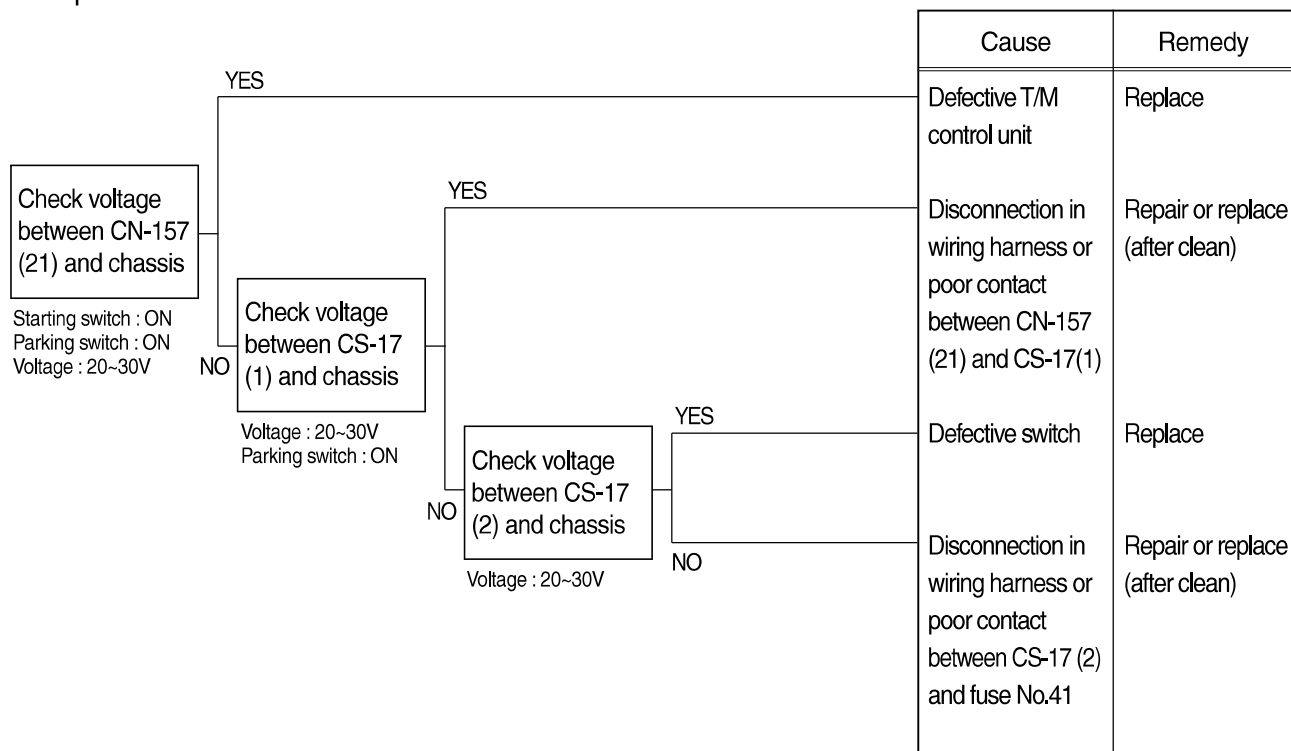 Cause
Remedy
YES
Defective T/M
control unit
Replace
Check voltage
between CN-157
(21) and chassis
Starting switch : ON
Parking switch : ON
Voltage : 20~30V
NO
YES
Disconnection in
wiring harness or
poor contact
between CN-157
(21) and CS-17(1)
Repair or replace
(after clean)
Check voltage
between CS-17
(1) and chassis
Voltage : 20~30V
Parking switch : ON
NO
YES
Defective switch
Replace
Check voltage
between CS-17
(2) and chassis
Voltage : 20~30V
NO
Disconnection in
wiring harness or
poor contact
between CS-17 (2)
and fuse No.41
Repair or replace
(after clean)